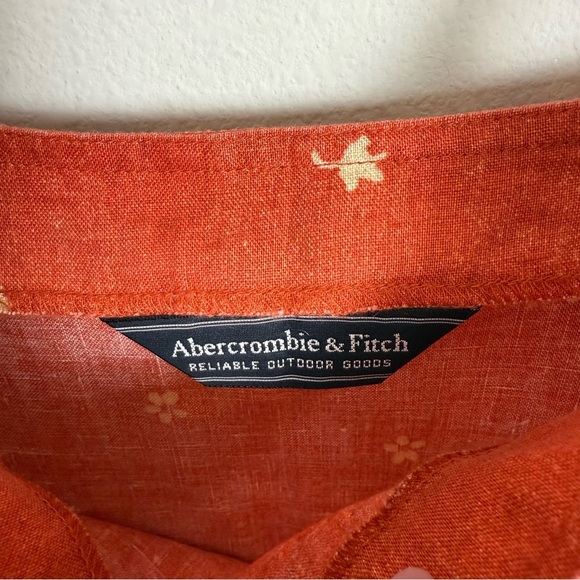 Abercrombie & Fitch
RELIABLE OUTDOOR GOODS